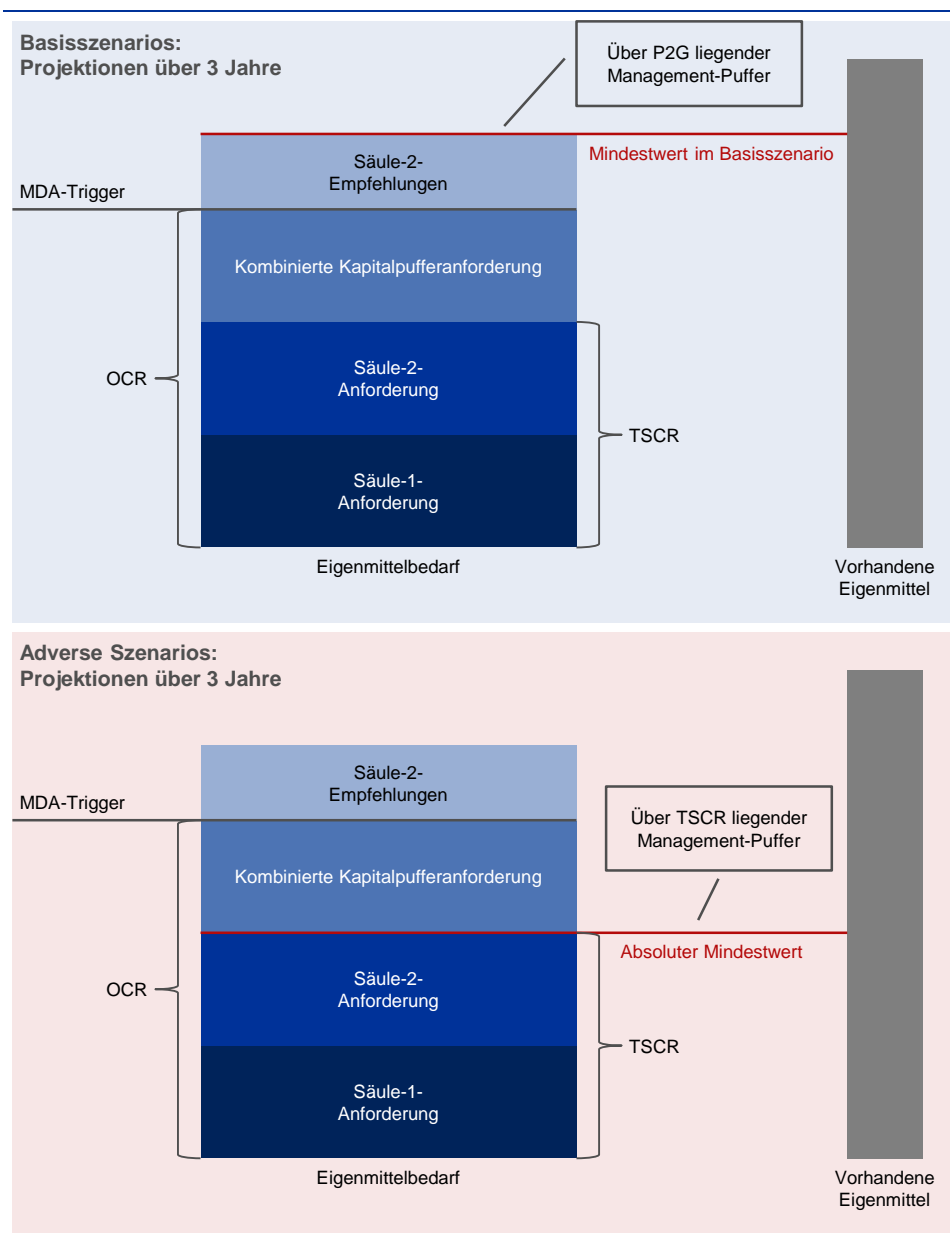 Basisszenarios:
Projektionen über 3 Jahre
Über P2G liegender
Management-Puffer
Säule-2-
Empfehlungen
Mindestwert im Basisszenario
MDA-Trigger
Kombinierte Kapitalpufferanforderung
Säule-2-
Anforderung
OCR
TSCR
Säule-1-
Anforderung
Eigenmittelbedarf
Vorhandene
Eigenmittel
Adverse Szenarios:
Projektionen über 3 Jahre
Säule-2-
Empfehlungen
MDA-Trigger
Über TSCR liegender
Management-Puffer
Kombinierte Kapitalpufferanforderung
Absoluter Mindestwert
Säule-2-
Anforderung
OCR
TSCR
Säule-1-
Anforderung
Eigenmittelbedarf
Vorhandene
Eigenmittel